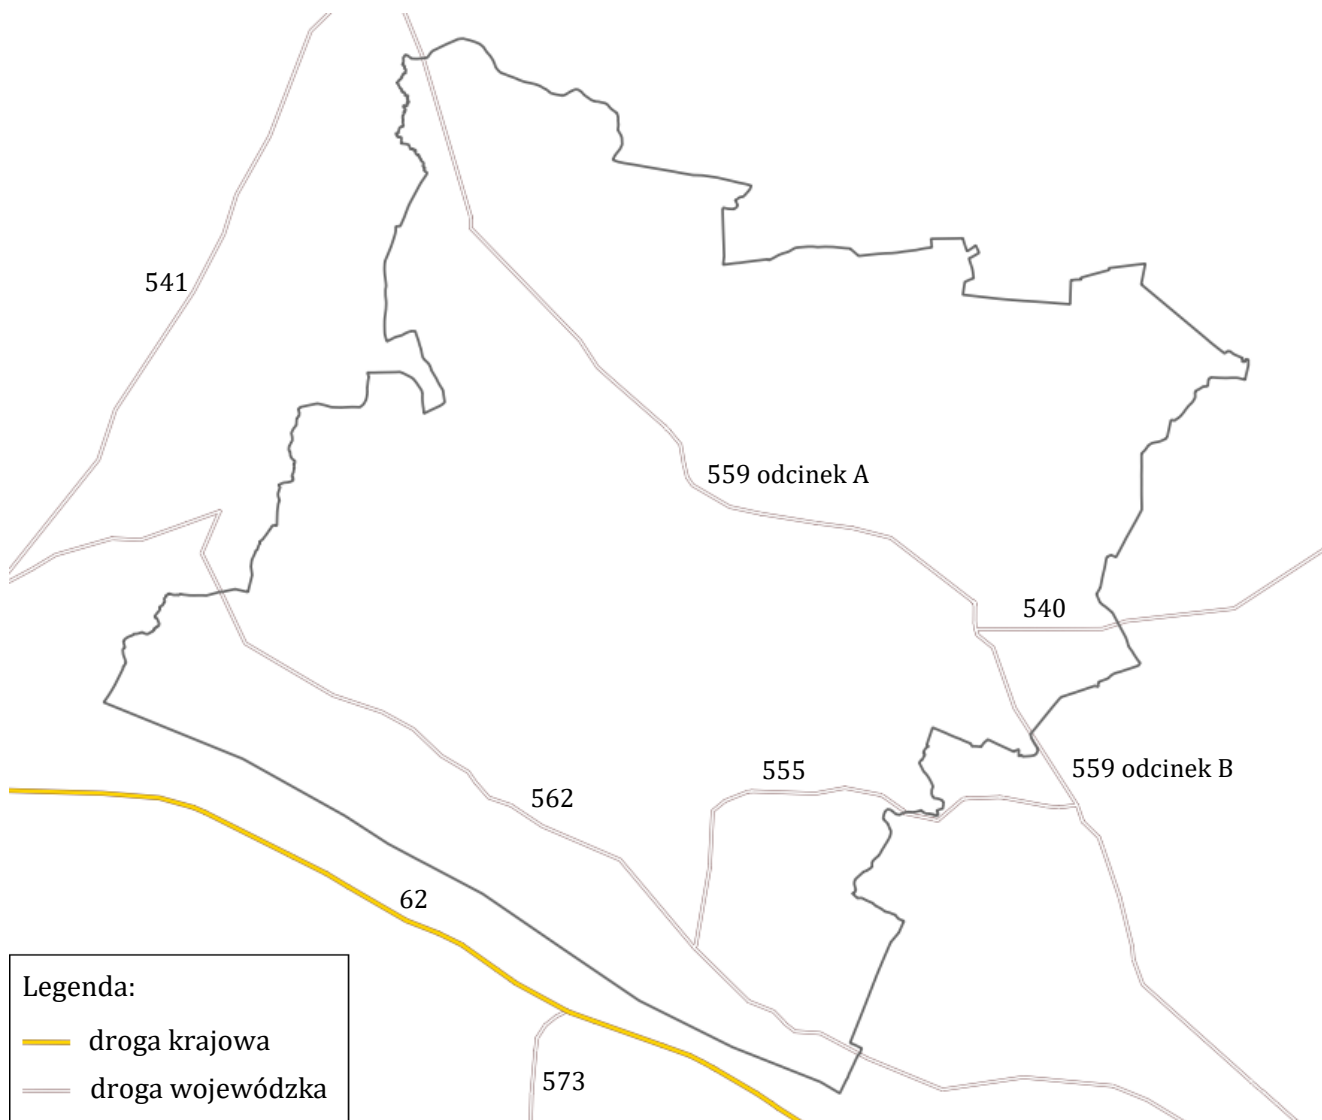 541
559 odcinek A
540
555
559 odcinek B
562
62
573
Legenda:
droga krajowa
droga wojewódzka